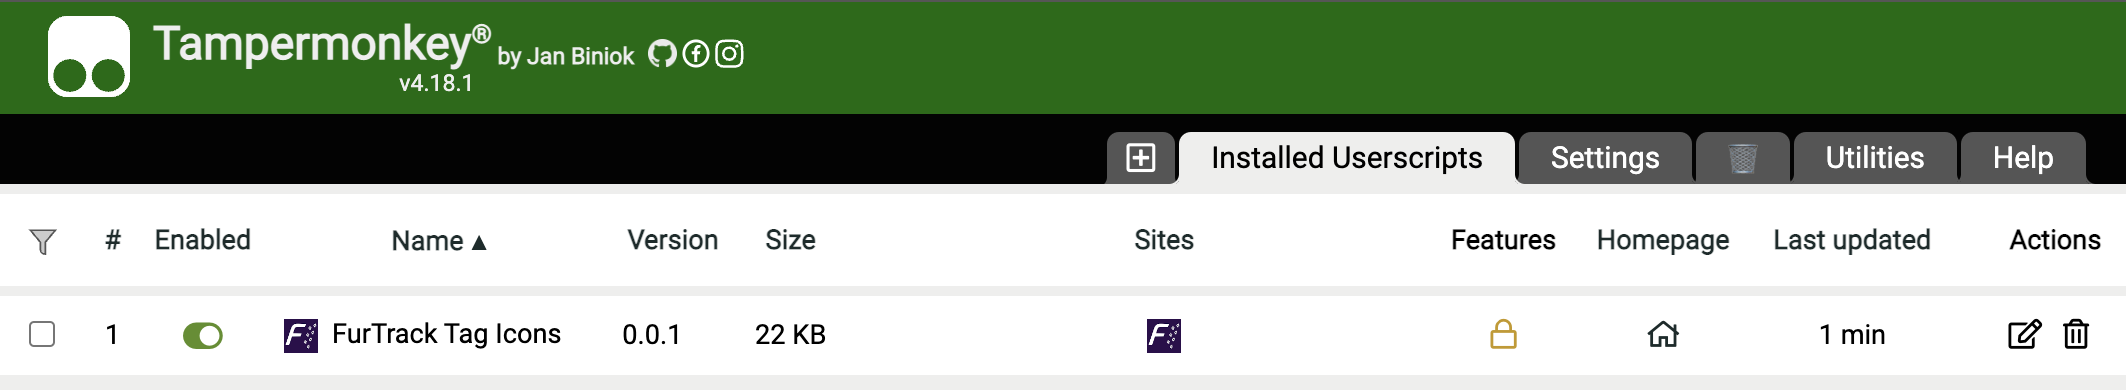 Tampermonkey® by Jan Biniok
v4.18.1
Installed Userscripts Settings Utilities Help
# Enabled Name ▲ Version Size Sites Features Homepage Last updated Actions
1 FurTrack Tag Icons 0.0.1 22 KB 1 min